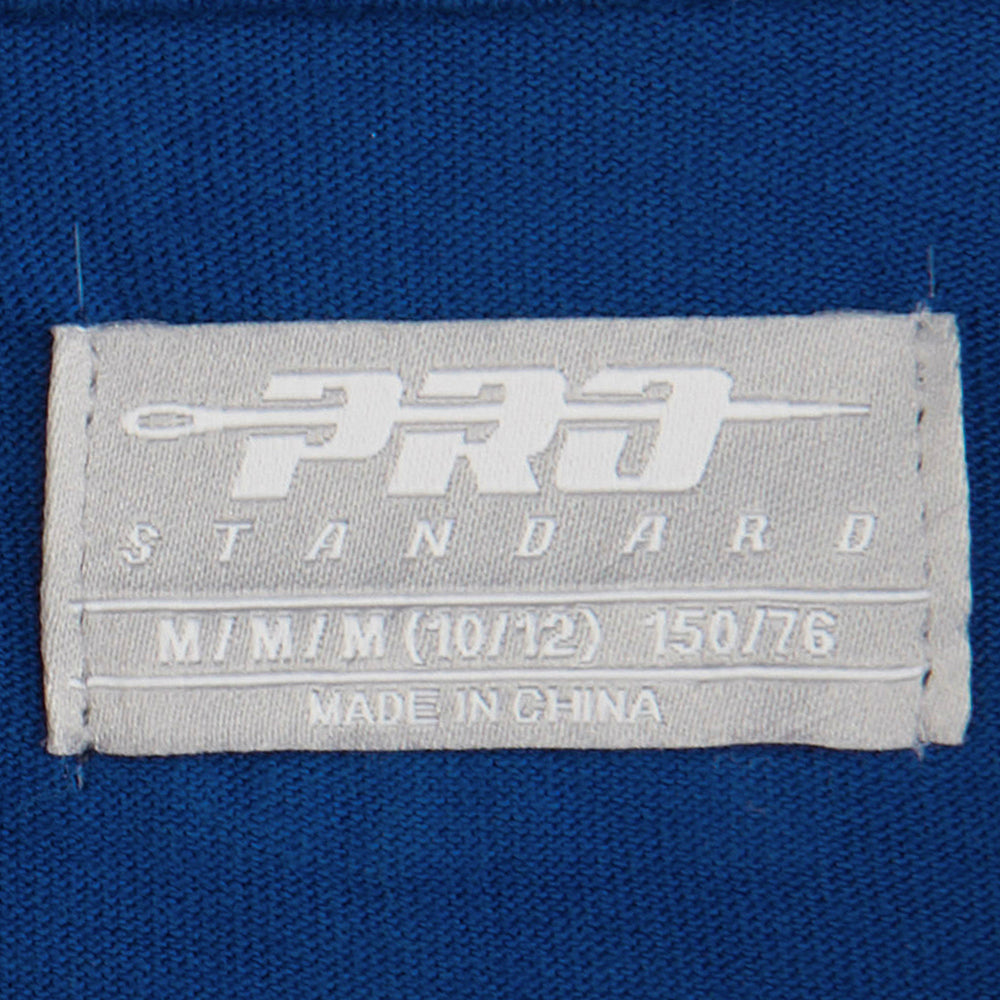 PRO
STANDARD
M/M/M (10/12) 150/76
MADE IN CHINA